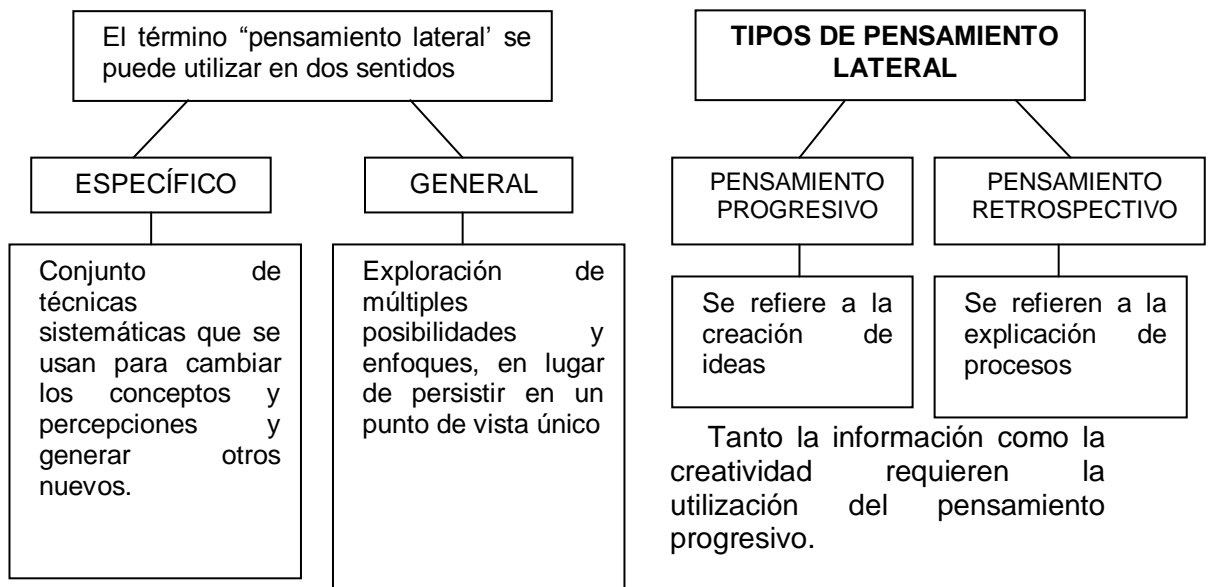 El término “pensamiento lateral’ se
puede utilizar en dos sentidos
ESPECÍFICO
GENERAL
Conjunto de
técnicas
sistemáticas que se
usan para cambiar
los conceptos y
percepciones y
generar otros
nuevos.
Exploración de
múltiples
posibilidades y
enfoques, en lugar
de persistir en un
punto de vista único
TIPOS DE PENSAMIENTO
LATERAL
PENSAMIENTO
PROGRESIVO
PENSAMIENTO
RETROSPECTIVO
Se refiere a la
creación de
ideas
Se refieren a la
explicación de
procesos
Tanto la información como la
creatividad requieren la
utilización del pensamiento
progresivo.